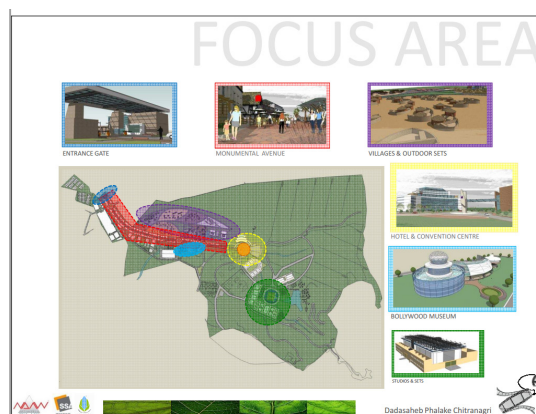 FOCUS AREA
ENTRANCE GATE
MONUMENTAL AVENUE
VILLAGES & OUTDOOR SETS
HOTEL & CONVENTION CENTRE
BOLLYWOOD MUSEUM
STUDIOS & SETS
Dadasaheb Phalake Chitranagri